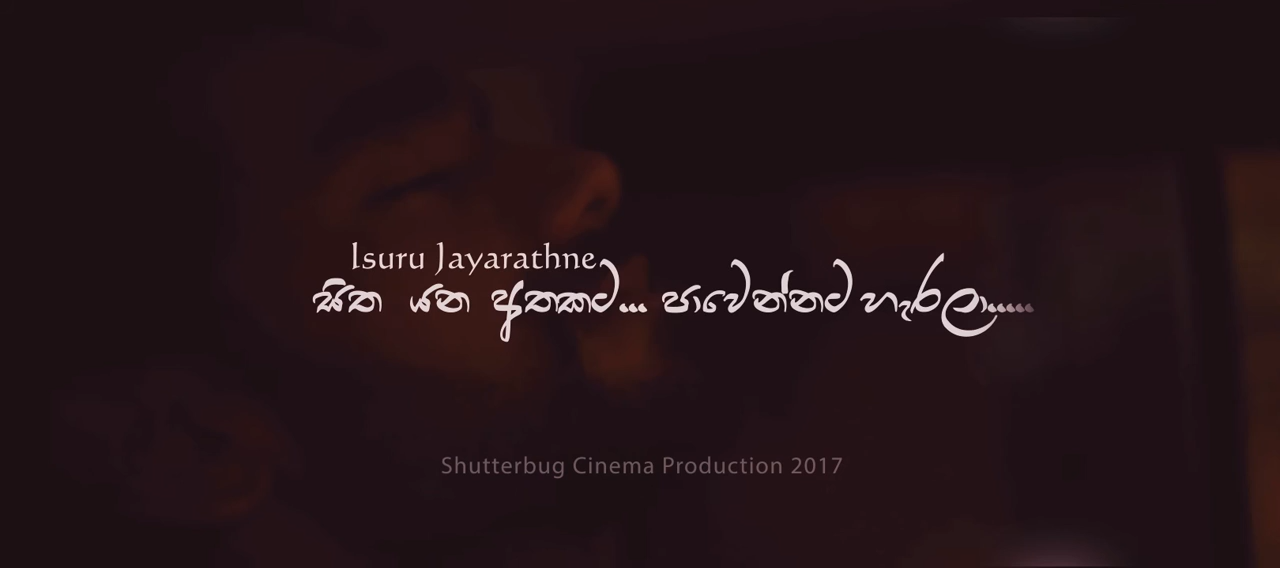 Isuru Jayarathne
සිත යන අතකට... පාවෙන්නට හැරලා.....
Shutterbug Cinema Production 2017